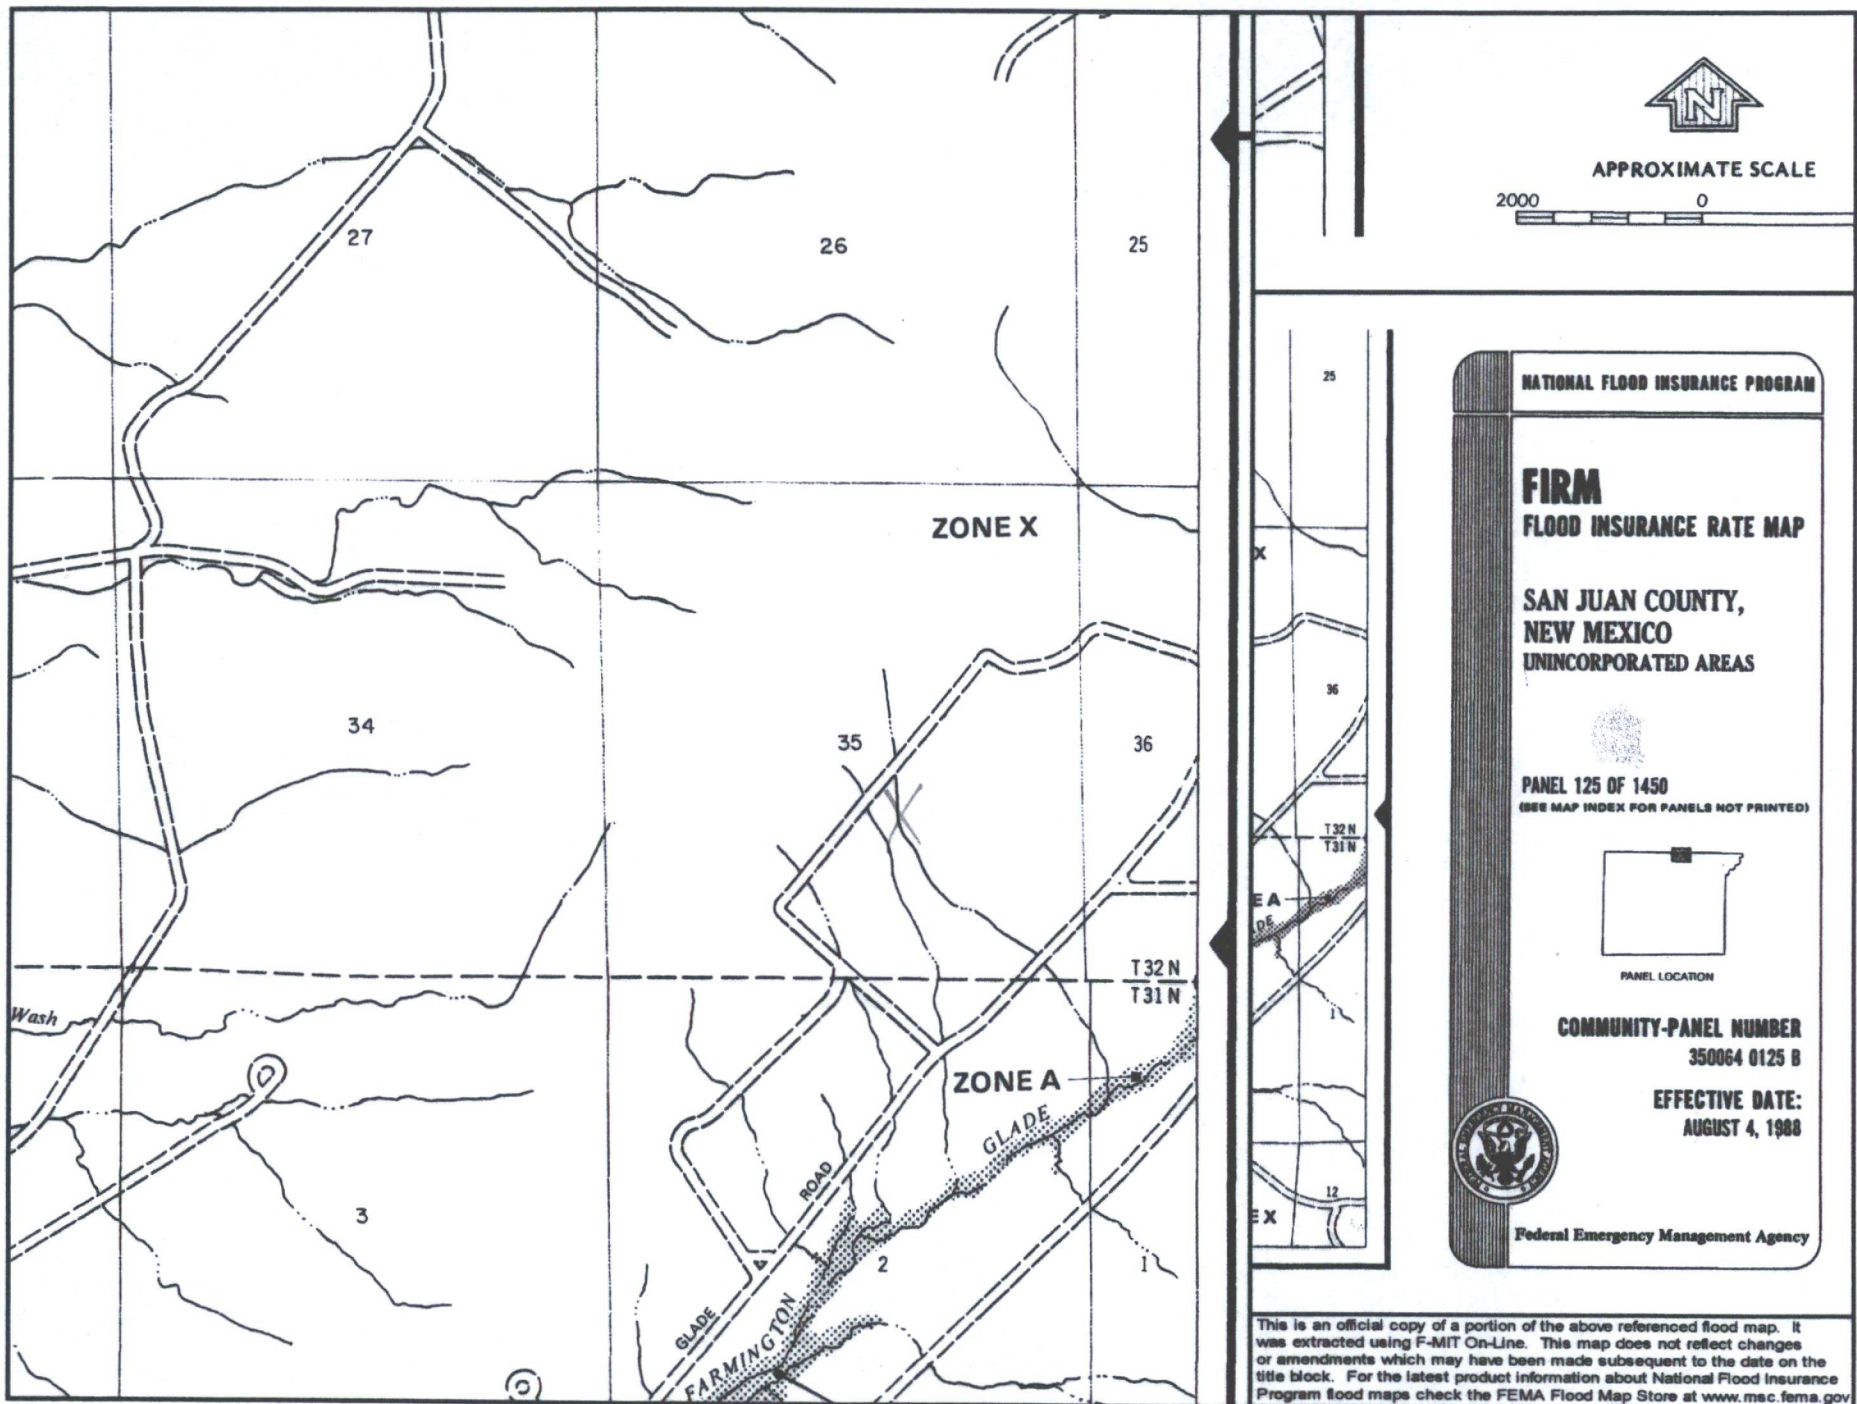 27
26
25
ZONE X
34
35
36
T 32 N
T 31 N
Wash
ZONE A
GLADE
ROAD
3
2
1
GLADE
FARMINGTON
25
X
36
T 32 N
T 31 N
E A
DE
1
12
E X
N
APPROXIMATE SCALE
2000 0
NATIONAL FLOOD INSURANCE PROGRAM
FIRM
FLOOD INSURANCE RATE MAP
SAN JUAN COUNTY,
NEW MEXICO
UNINCORPORATED AREAS
PANEL 125 OF 1450
(SEE MAP INDEX FOR PANELS NOT PRINTED)
PANEL LOCATION
COMMUNITY-PANEL NUMBER
350064 0125 B
EFFECTIVE DATE:
AUGUST 4, 1988
Federal Emergency Management Agency
This is an official copy of a portion of the above referenced flood map. It
was extracted using F-MIT On-Line. This map does not reflect changes
or amendments which may have been made subsequent to the date on the
title block. For the latest product information about National Flood Insurance
Program flood maps check the FEMA Flood Map Store at www.msc.fema.gov